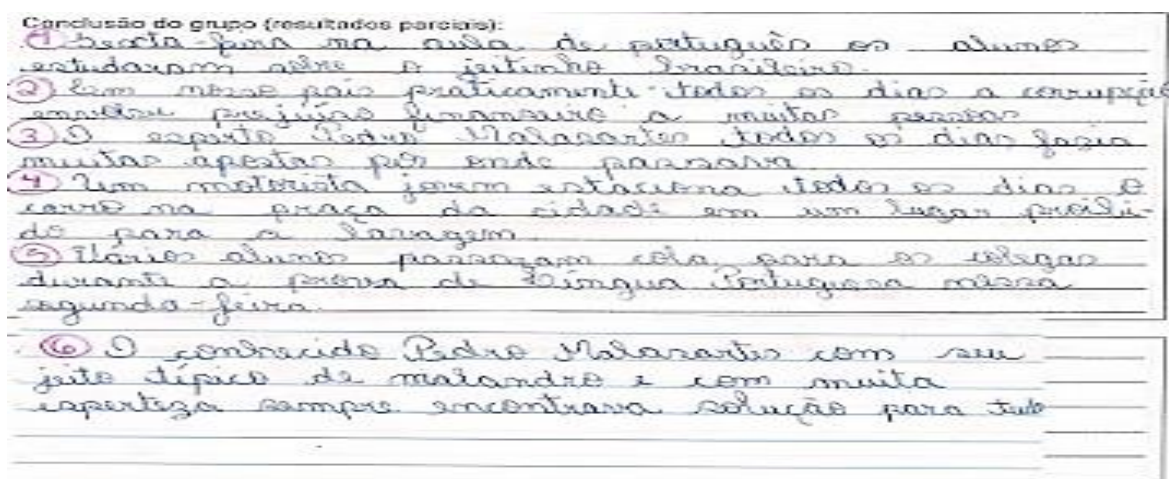 Conclusão do grupo (resultados parciais):
1 Sexta-feira na aula de português os alunos
estudaram sobre o jeitinho brasileiro.
2 Em nosso país praticamente todos os dias a corrupção
envolve prejuízo financeiro a muitas pessoas
3 O esperto Pedro Malasartes todos os dias fazia
muitas apostas por onde passava
4 Um motorista jovem estaciona todos os dias o
carro na praça da cidade em um lugar proibi-
do para a lavagem.
5 Vários alunos passaram cola para os colegas
durante a prova de Língua Portuguesa nessa
segunda-feira.
6 O conhecido Pedro Malasartes com seu
jeito típico de malandro e com muita
esperteza sempre encontrava solução para tudo